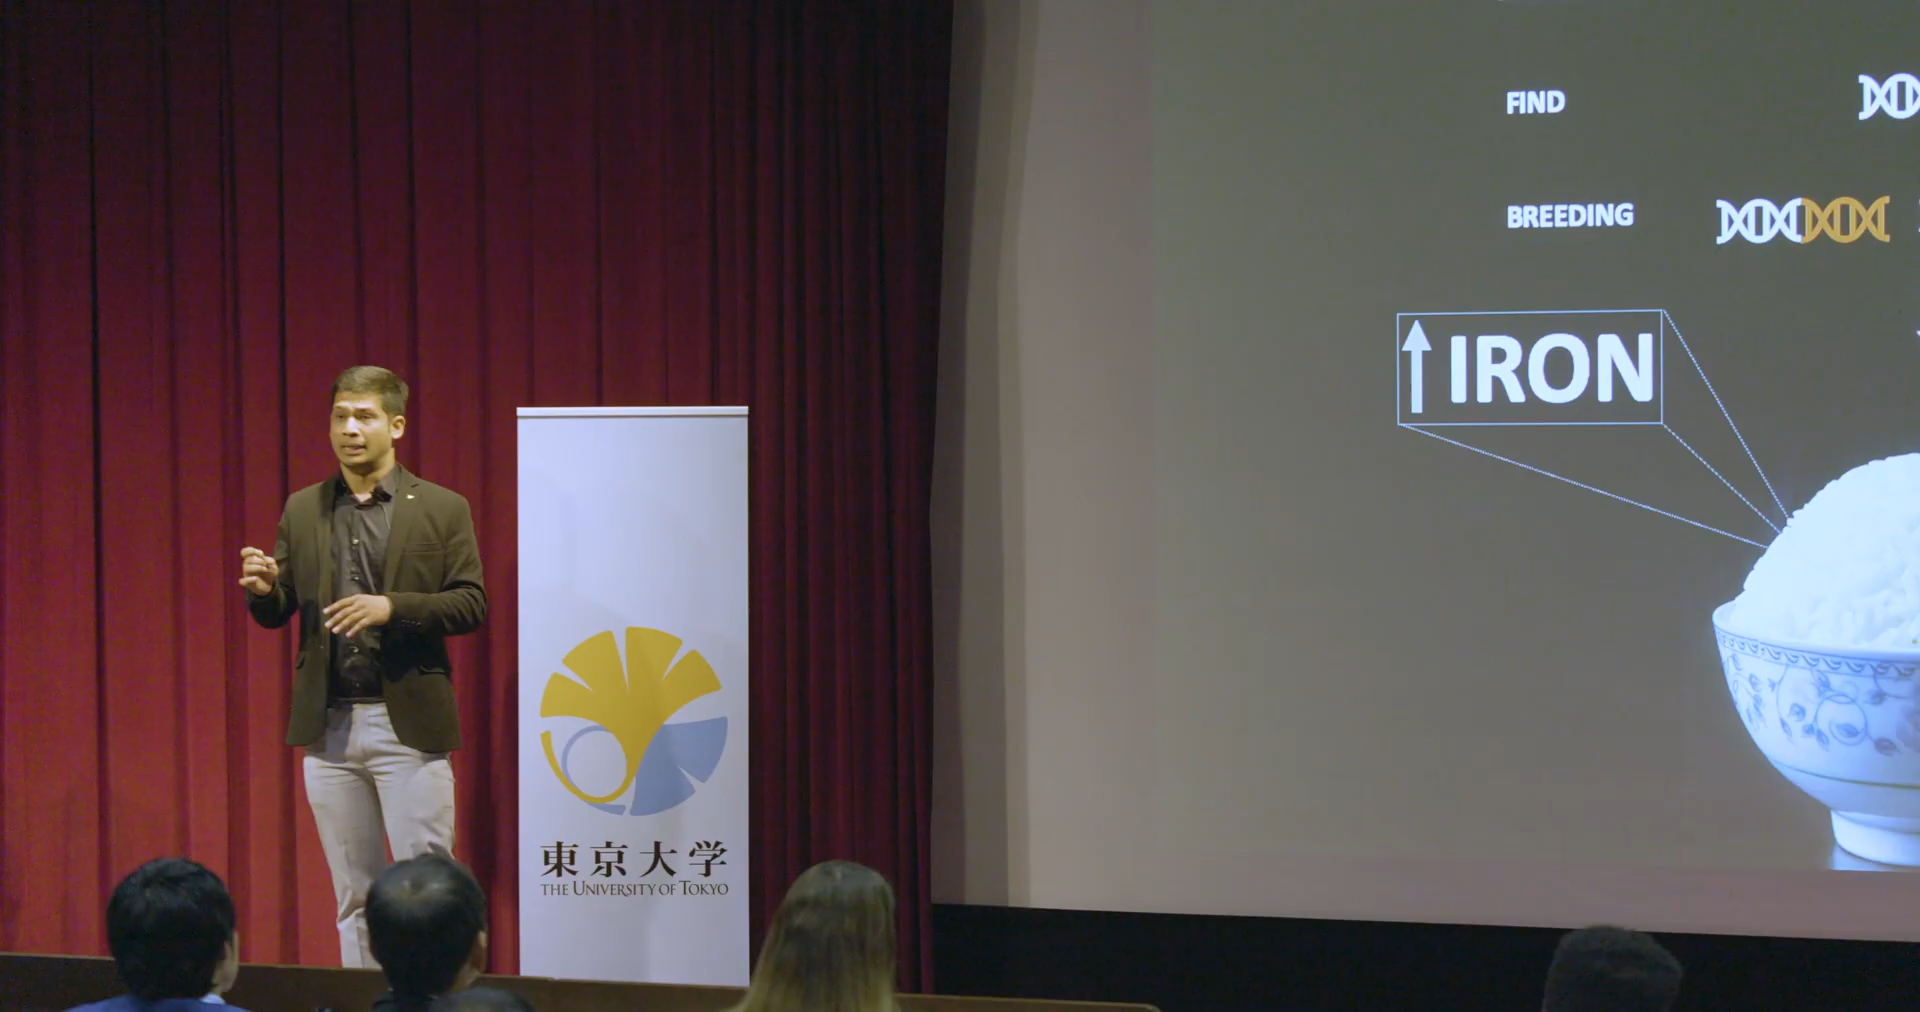 FIND
BREEDING
IRON
東京大学
THE UNIVERSITY OF TOKYO